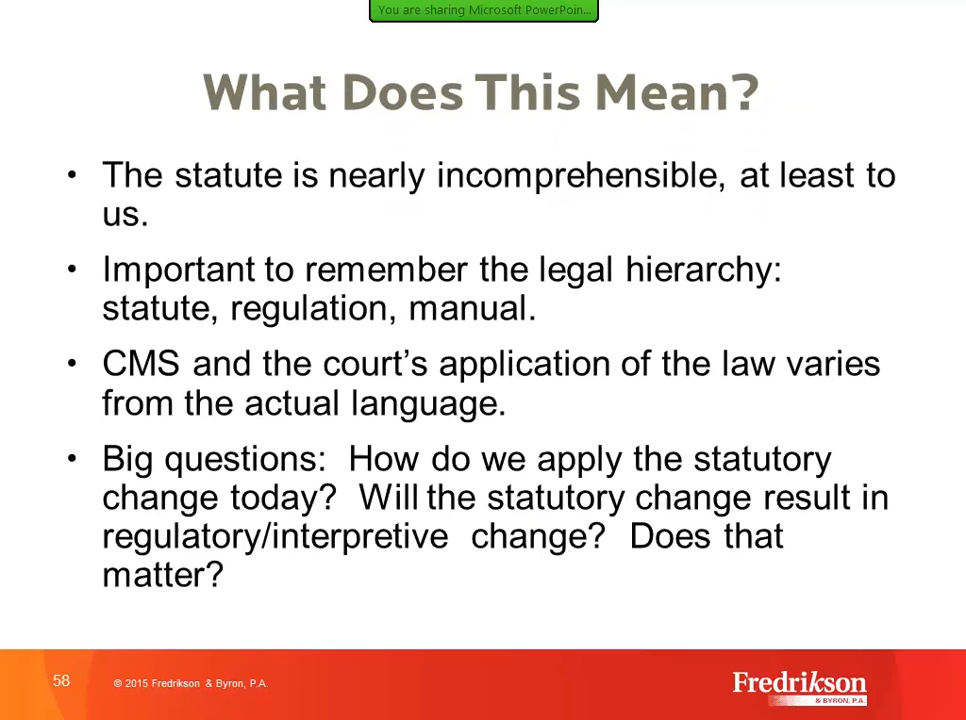 You are sharing Microsoft PowerPoin...
What Does This Mean?
• The statute is nearly incomprehensible, at least to
us.
• Important to remember the legal hierarchy:
statute, regulation, manual.
• CMS and the court’s application of the law varies
from the actual language.
• Big questions: How do we apply the statutory
change today? Will the statutory change result in
regulatory/interpretive change? Does that
matter?
58
© 2015 Fredrikson & Byron, P.A.
Fredrikson
& BYRON, P.A.